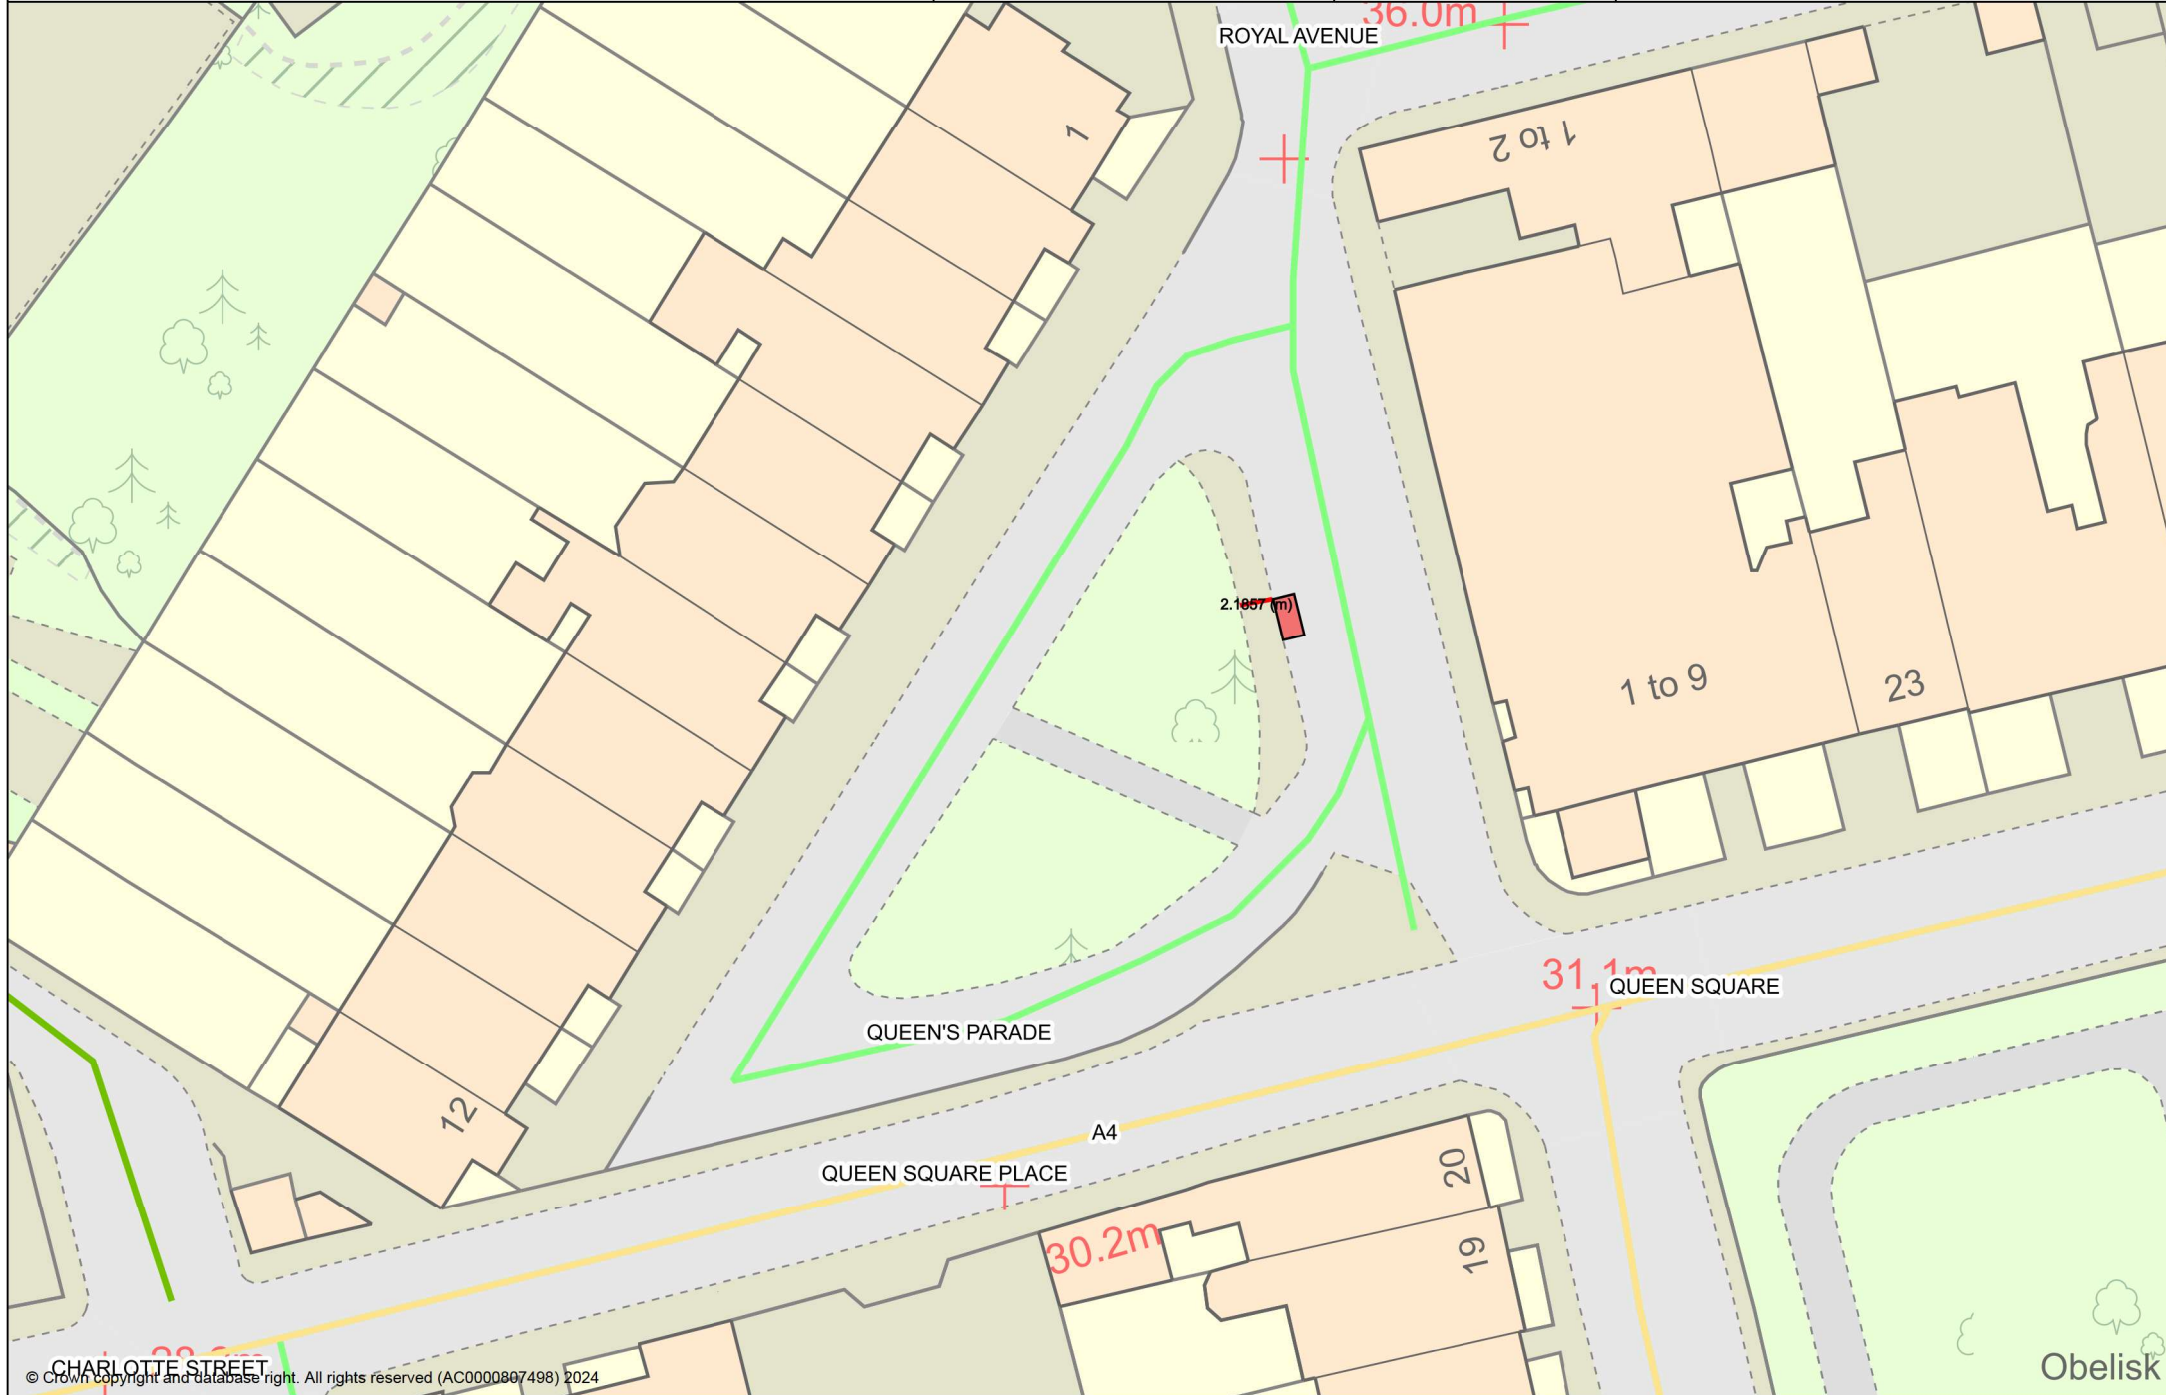 36.0m
ROYAL AVENUE
1
1 to 2
2.1857 (m)
1 to 9
23
31.1m
QUEEN SQUARE
QUEEN'S PARADE
12
A4
QUEEN SQUARE PLACE
20
30.2m
19
CHARLOTTE STREET
Obelisk
© Crown copyright and database right. All rights reserved (AC0000807498) 2024